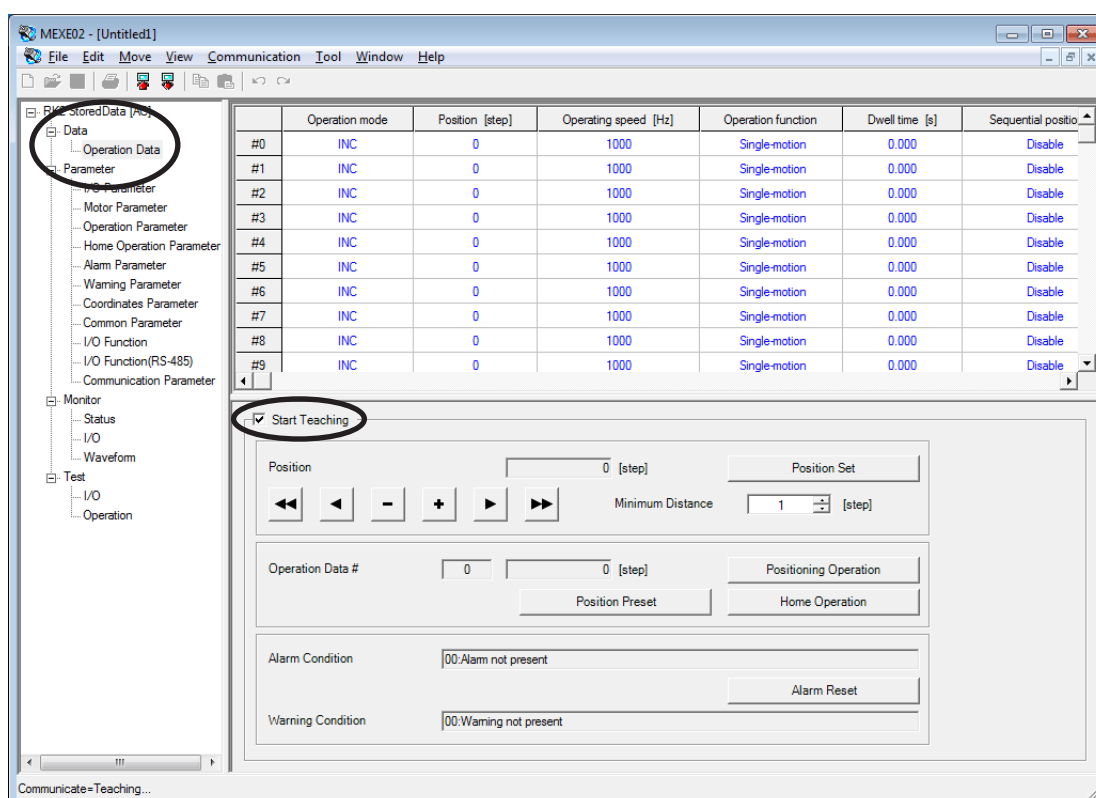 MEXE02 - [Untitled1]
File Edit Move View Communication Tool Window Help
RK2 StoredData [AC]
Data
Operation Data
Parameter
I/O Parameter
Motor Parameter
Operation Parameter
Home Operation Parameter
Alarm Parameter
Warning Parameter
Coordinates Parameter
Common Parameter
I/O Function
I/O Function(RS-485)
Communication Parameter
Monitor
Status
I/O
Waveform
Test
I/O
Operation
Operation mode Position [step] Operating speed [Hz] Operation function Dwell time [s] Sequential positio
#0 INC 0 1000 Single-motion 0.000 Disable
#1 INC 0 1000 Single-motion 0.000 Disable
#2 INC 0 1000 Single-motion 0.000 Disable
#3 INC 0 1000 Single-motion 0.000 Disable
#4 INC 0 1000 Single-motion 0.000 Disable
#5 INC 0 1000 Single-motion 0.000 Disable
#6 INC 0 1000 Single-motion 0.000 Disable
#7 INC 0 1000 Single-motion 0.000 Disable
#8 INC 0 1000 Single-motion 0.000 Disable
#9 INC 0 1000 Single-motion 0.000 Disable
Start Teaching
Position 0 [step] Position Set
Minimum Distance 1 [step]
Operation Data # 0 0 [step] Positioning Operation
Position Preset Home Operation
Alarm Condition 00:Alarm not present
Alarm Reset
Warning Condition 00:Warning not present
Communicate=Teaching...